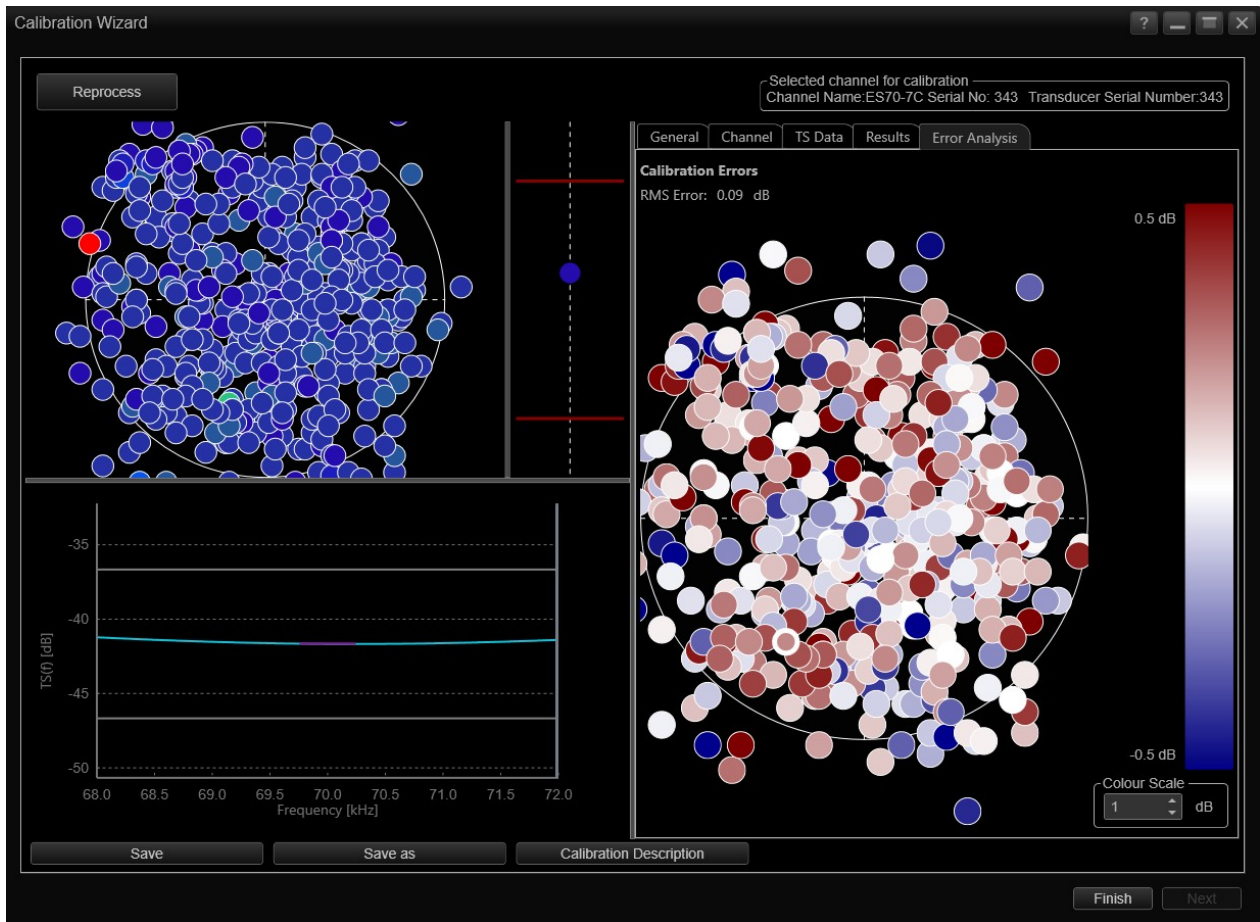 Calibration Wizard
?
Reprocess
Selected channel for calibration
Channel Name:ES70-7C Serial No: 343 Transducer Serial Number:343
General Channel TS Data Results Error Analysis
Calibration Errors
RMS Error: 0.09 dB
0.5 dB
-0.5 dB
Colour Scale
1 dB
-35
-40
-45
-50
TS(f) [dB]
68.0 68.5 69.0 69.5 70.0 70.5 71.0 71.5 72.0
Frequency [kHz]
Save Save as Calibration Description
Finish Next